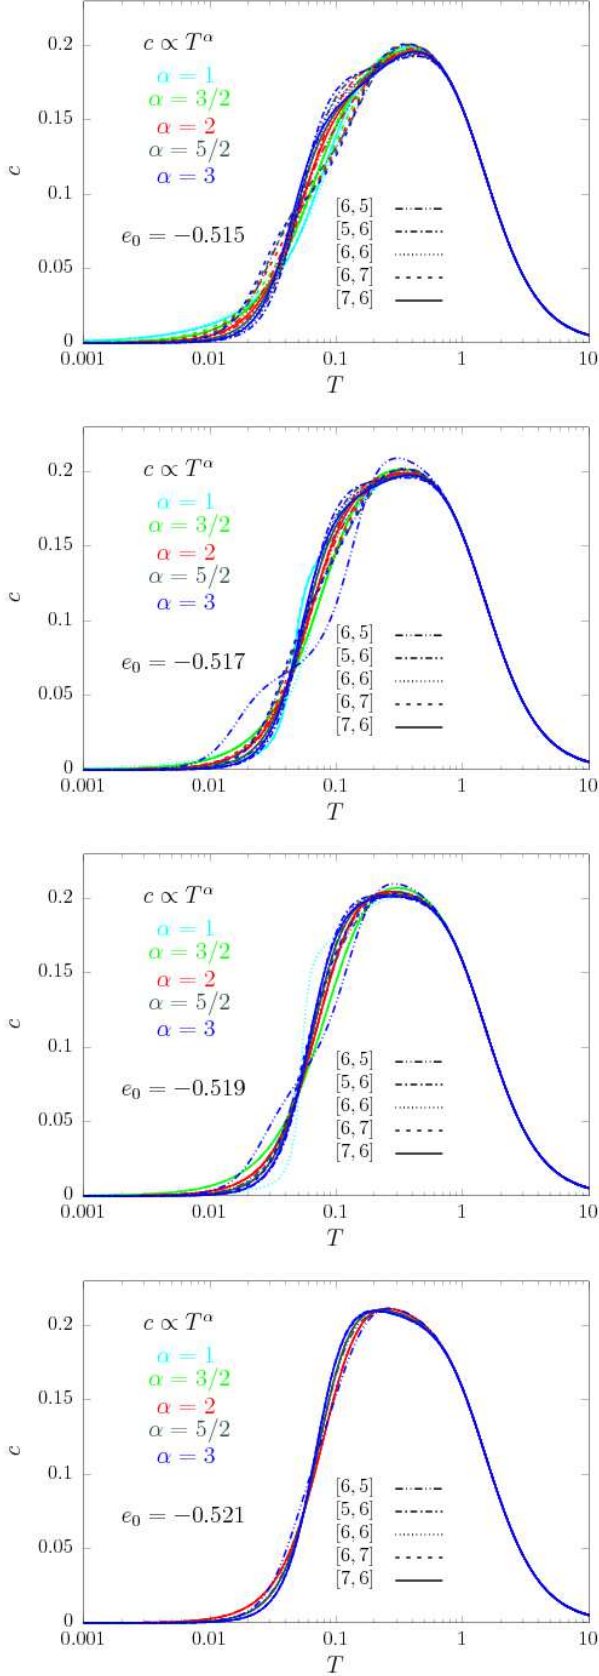 0.2
c ∝ T^α
α = 1
α = 3/2
0.15
α = 2
α = 5/2
c
α = 3
0.1
[6, 5]
e₀ = −0.515
[5, 6]
[6, 6]
0.05
[6, 7]
[7, 6]
0
0.001 0.01 0.1 1 10
T
0.2
c ∝ T^α
α = 1
α = 3/2
0.15
α = 2
α = 5/2
c
α = 3
0.1
[6, 5]
e₀ = −0.517
[5, 6]
[6, 6]
0.05
[6, 7]
[7, 6]
0
0.001 0.01 0.1 1 10
T
0.2
c ∝ T^α
α = 1
α = 3/2
0.15
α = 2
α = 5/2
c
α = 3
0.1
[6, 5]
e₀ = −0.519
[5, 6]
[6, 6]
0.05
[6, 7]
[7, 6]
0
0.001 0.01 0.1 1 10
T
0.2
c ∝ T^α
α = 1
α = 3/2
0.15
α = 2
α = 5/2
c
α = 3
0.1
[6, 5]
e₀ = −0.521
[5, 6]
[6, 6]
0.05
[6, 7]
[7, 6]
0
0.001 0.01 0.1 1 10
T